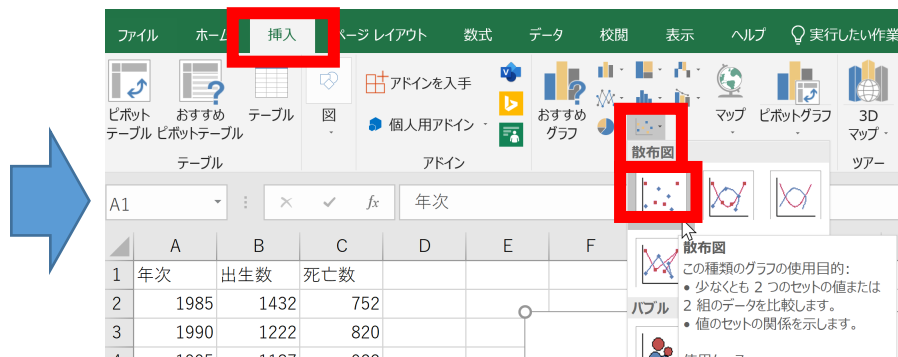 ファイル ホーム 挿入 ページ レイアウト 数式 データ 校閲 表示 ヘルプ 実行したい作業
ピボット
テーブル
おすすめ
ピボットテーブル
テーブル
図
アドインを入手
個人用アドイン
おすすめ
グラフ
マップ
ピボットグラフ
3D
マップ
テーブル
アドイン
散布図
ツアー
A1
fx
年次
A B C D E F
1 年次 出生数 死亡数
2 1985 1432 752
3 1990 1222 820
散布図
この種類のグラフの使用目的:
• 少なくとも 2 つのセットの値または
2 組のデータを比較します。
• 値のセットの関係を示します。
バブル